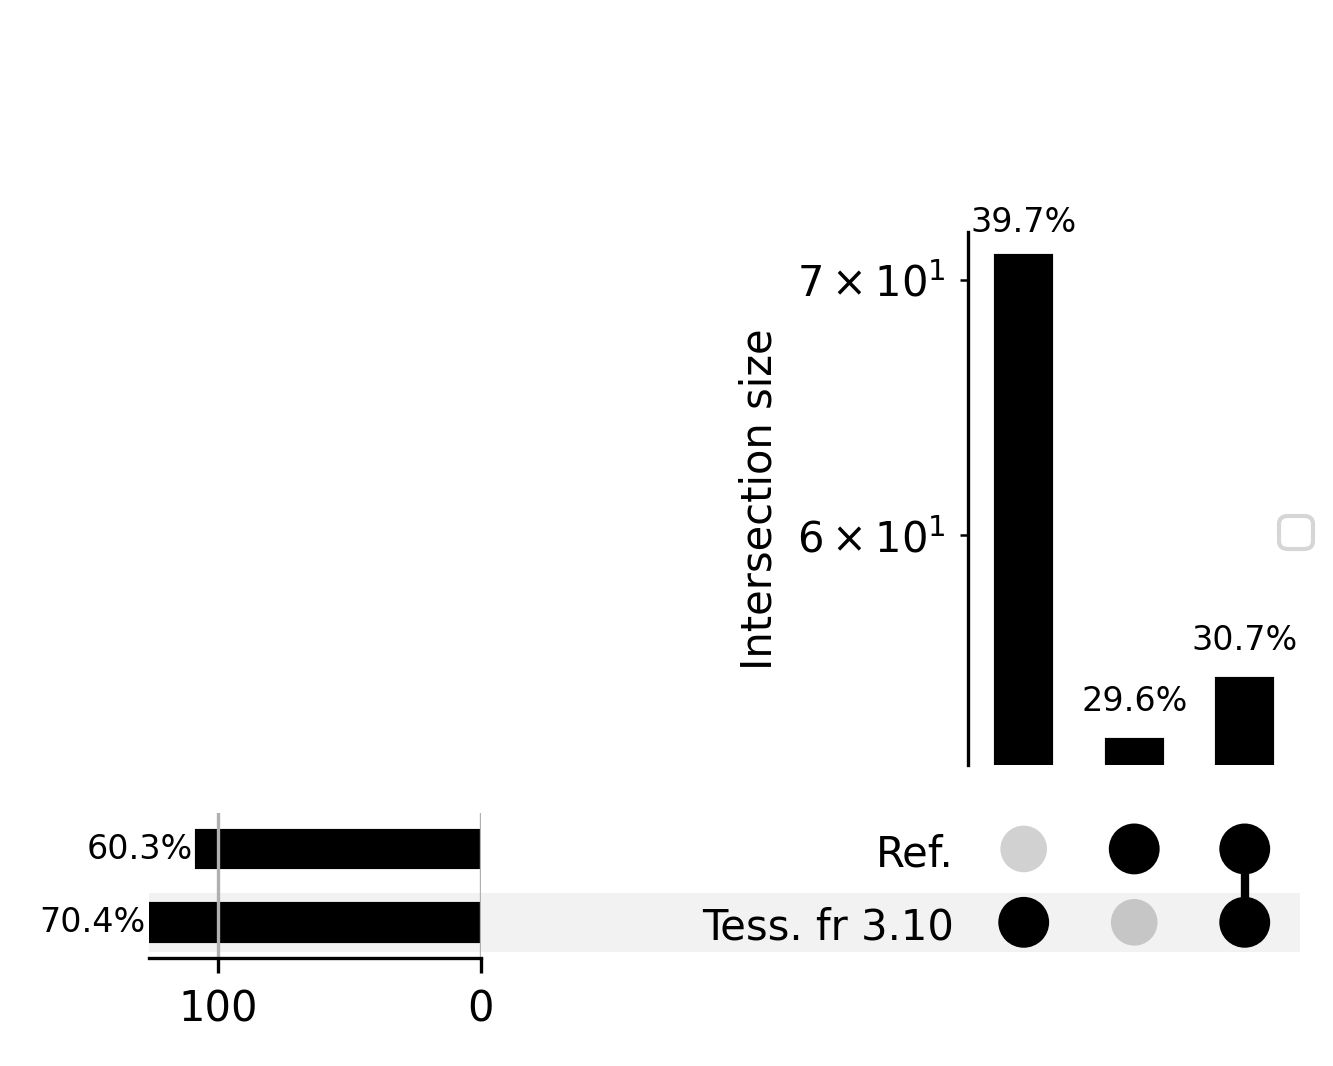 39.7%
7 × 10¹
Intersection size
6 × 10¹
30.7%
29.6%
60.3%
Ref.
70.4%
Tess. fr 3.10
100 0